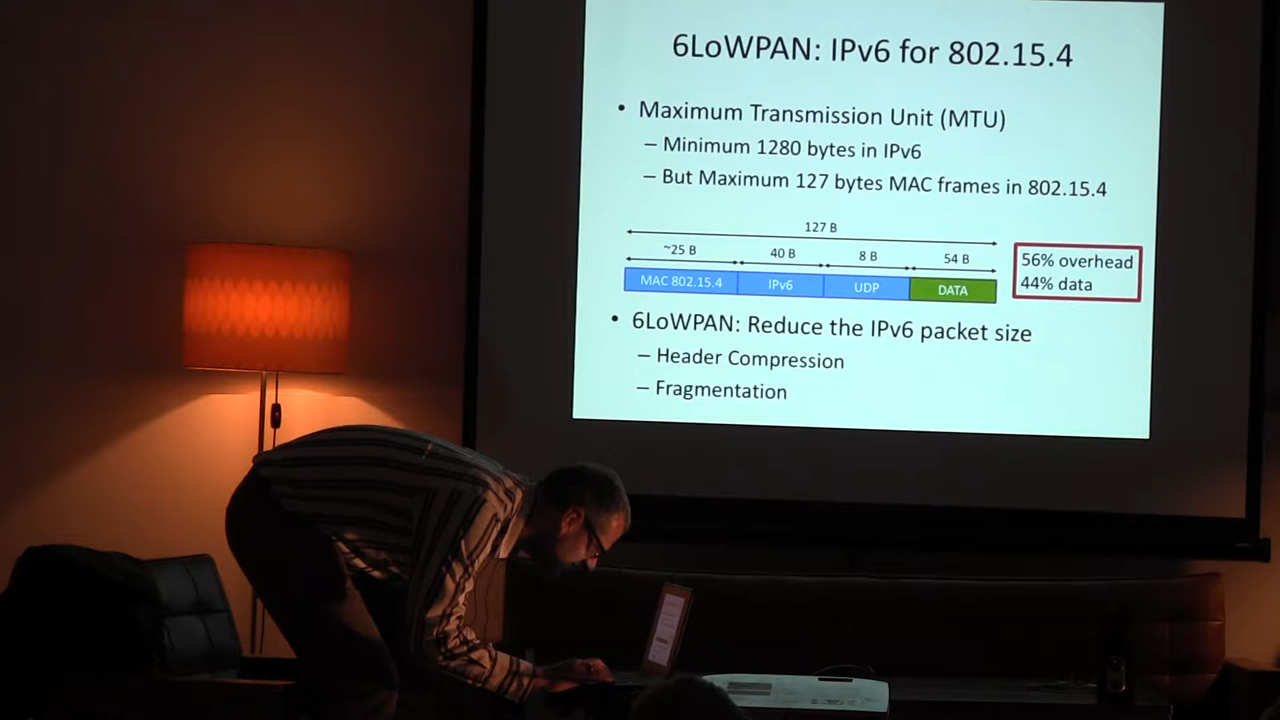 6LoWPAN: IPv6 for 802.15.4
• Maximum Transmission Unit (MTU)
– Minimum 1280 bytes in IPv6
– But Maximum 127 bytes MAC frames in 802.15.4
127 B
~25 B 40 B 8 B 54 B
MAC 802.15.4 IPv6 UDP DATA
56% overhead
44% data
• 6LoWPAN: Reduce the IPv6 packet size
– Header Compression
– Fragmentation